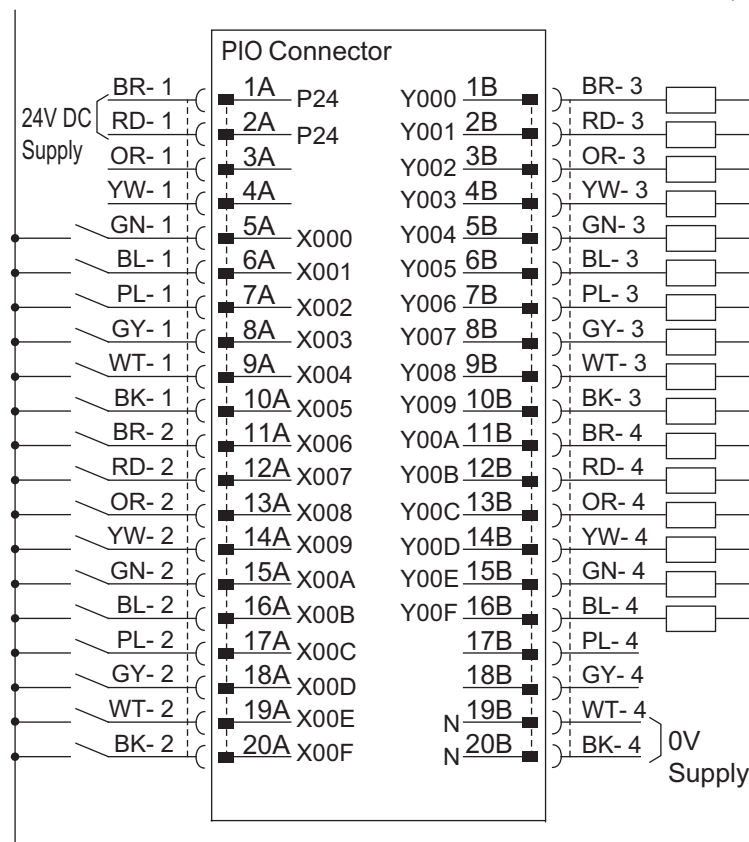 PIO Connector
BR- 1 1A P24 Y000 1B BR- 3
24V DC
Supply
RD- 1 2A P24 Y001 2B RD- 3
OR- 1 3A Y002 3B OR- 3
YW- 1 4A Y003 4B YW- 3
GN- 1 5A X000 Y004 5B GN- 3
BL- 1 6A X001 Y005 6B BL- 3
PL- 1 7A X002 Y006 7B PL- 3
GY- 1 8A X003 Y007 8B GY- 3
WT- 1 9A X004 Y008 9B WT- 3
BK- 1 10A X005 Y009 10B BK- 3
BR- 2 11A X006 Y00A 11B BR- 4
RD- 2 12A X007 Y00B 12B RD- 4
OR- 2 13A X008 Y00C 13B OR- 4
YW- 2 14A X009 Y00D 14B YW- 4
GN- 2 15A X00A Y00E 15B GN- 4
BL- 2 16A X00B Y00F 16B BL- 4
PL- 2 17A X00C 17B PL- 4
GY- 2 18A X00D 18B GY- 4
WT- 2 19A X00E N 19B WT- 4
BK- 2 20A X00F N 20B BK- 4
0V
Supply